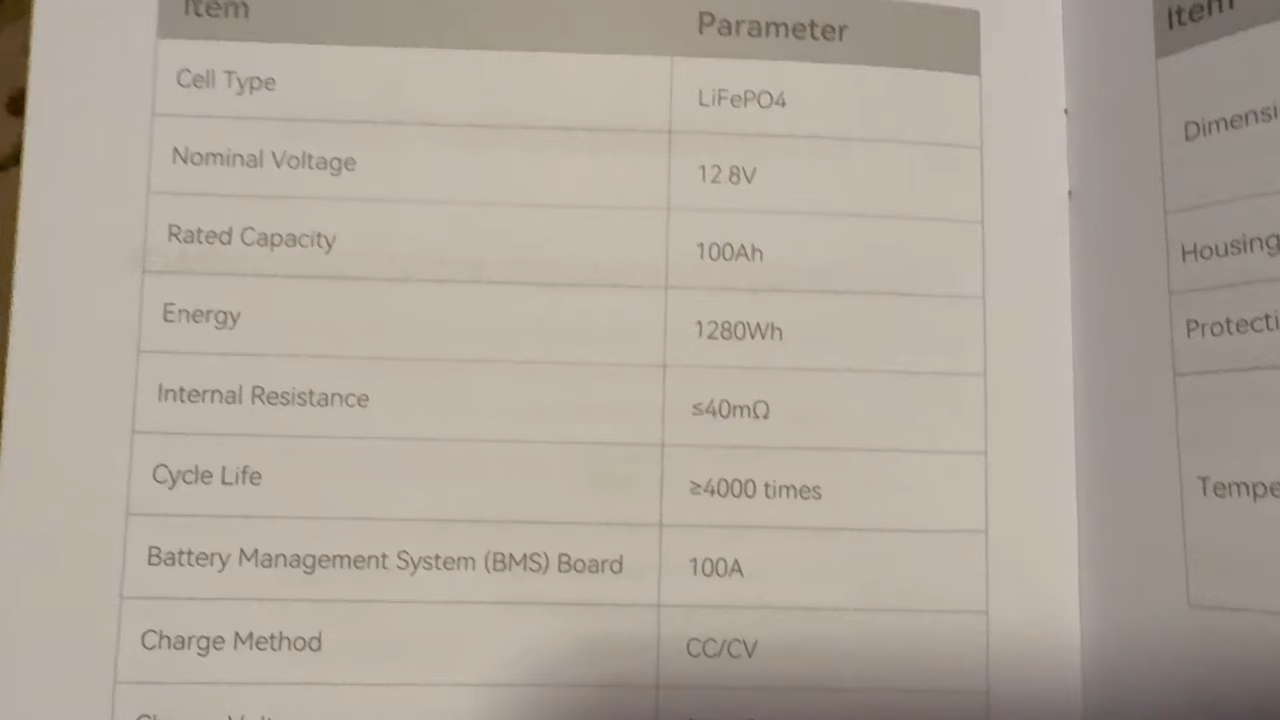 Item Parameter
Cell Type LiFePO4
Nominal Voltage 12.8V
Rated Capacity 100Ah
Energy 1280Wh
Internal Resistance ≤40mΩ
Cycle Life ≥4000 times
Battery Management System (BMS) Board 100A
Charge Method CC/CV
Item
Dimensi
Housing
Protecti
Tempe